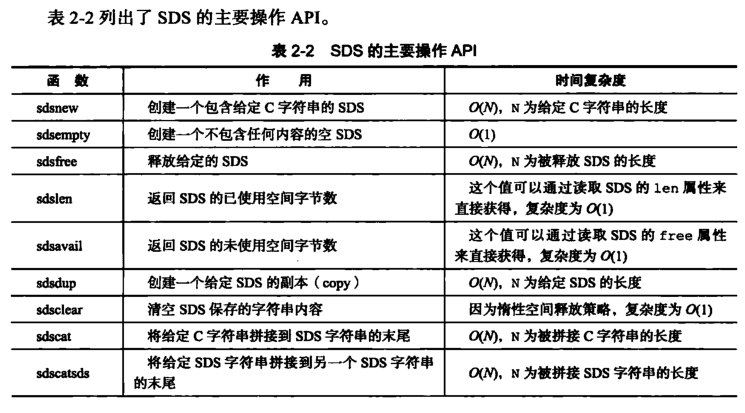 表 2-2 列出了 SDS 的主要操作 API。
表 2-2 SDS 的主要操作 API
函 数 作 用 时间复杂度
sdsnew 创建一个包含给定 C 字符串的 SDS O(N)，N 为给定 C 字符串的长度
sdsempty 创建一个不包含任何内容的空 SDS O(1)
sdsfree 释放给定的 SDS O(N)，N 为被释放 SDS 的长度
sdslen 返回 SDS 的已使用空间字节数 这个值可以通过读取 SDS 的 len 属性来
直接获得，复杂度为 O(1)
sdsavail 返回 SDS 的未使用空间字节数 这个值可以通过读取 SDS 的 free 属性
来直接获得，复杂度为 O(1)
sdsdup 创建一个给定 SDS 的副本（copy） O(N)，N 为给定 SDS 的长度
sdsclear 清空 SDS 保存的字符串内容 因为惰性空间释放策略，复杂度为 O(1)
sdscat 将给定 C 字符串拼接到 SDS 字符串的末尾 O(N)，N 为被拼接 C 字符串的长度
sdscatsds 将给定 SDS 字符串拼接到另一个 SDS 字符串
的末尾 O(N)，N 为被拼接 SDS 字符串的长度